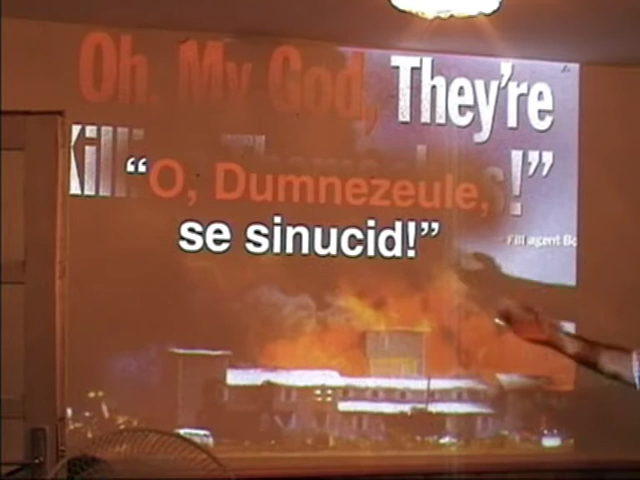 Oh. My God, They're
"O, Dumnezeule,
se sinucid!"
FBI agent